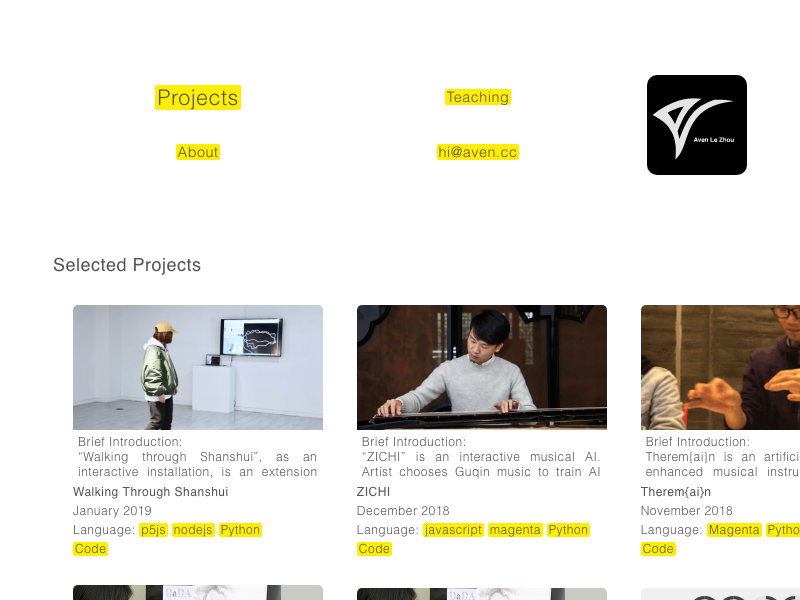 Projects
Teaching
Aven Le Zhou
About
hi@aven.cc
Selected Projects
Brief Introduction:
“Walking through Shanshui”, as an
interactive installation, is an extension
Walking Through Shanshui
January 2019
Language: p5js nodejs Python
Code
Brief Introduction:
“ZICHI” is an interactive musical AI.
Artist chooses Guqin music to train AI
ZICHI
December 2018
Language: javascript magenta Python
Code
Brief Introduction:
Therem{ai}n is an artifici
enhanced musical instru
Therem{ai}n
November 2018
Language: Magenta Pytho
Code
DaDA
DaDA